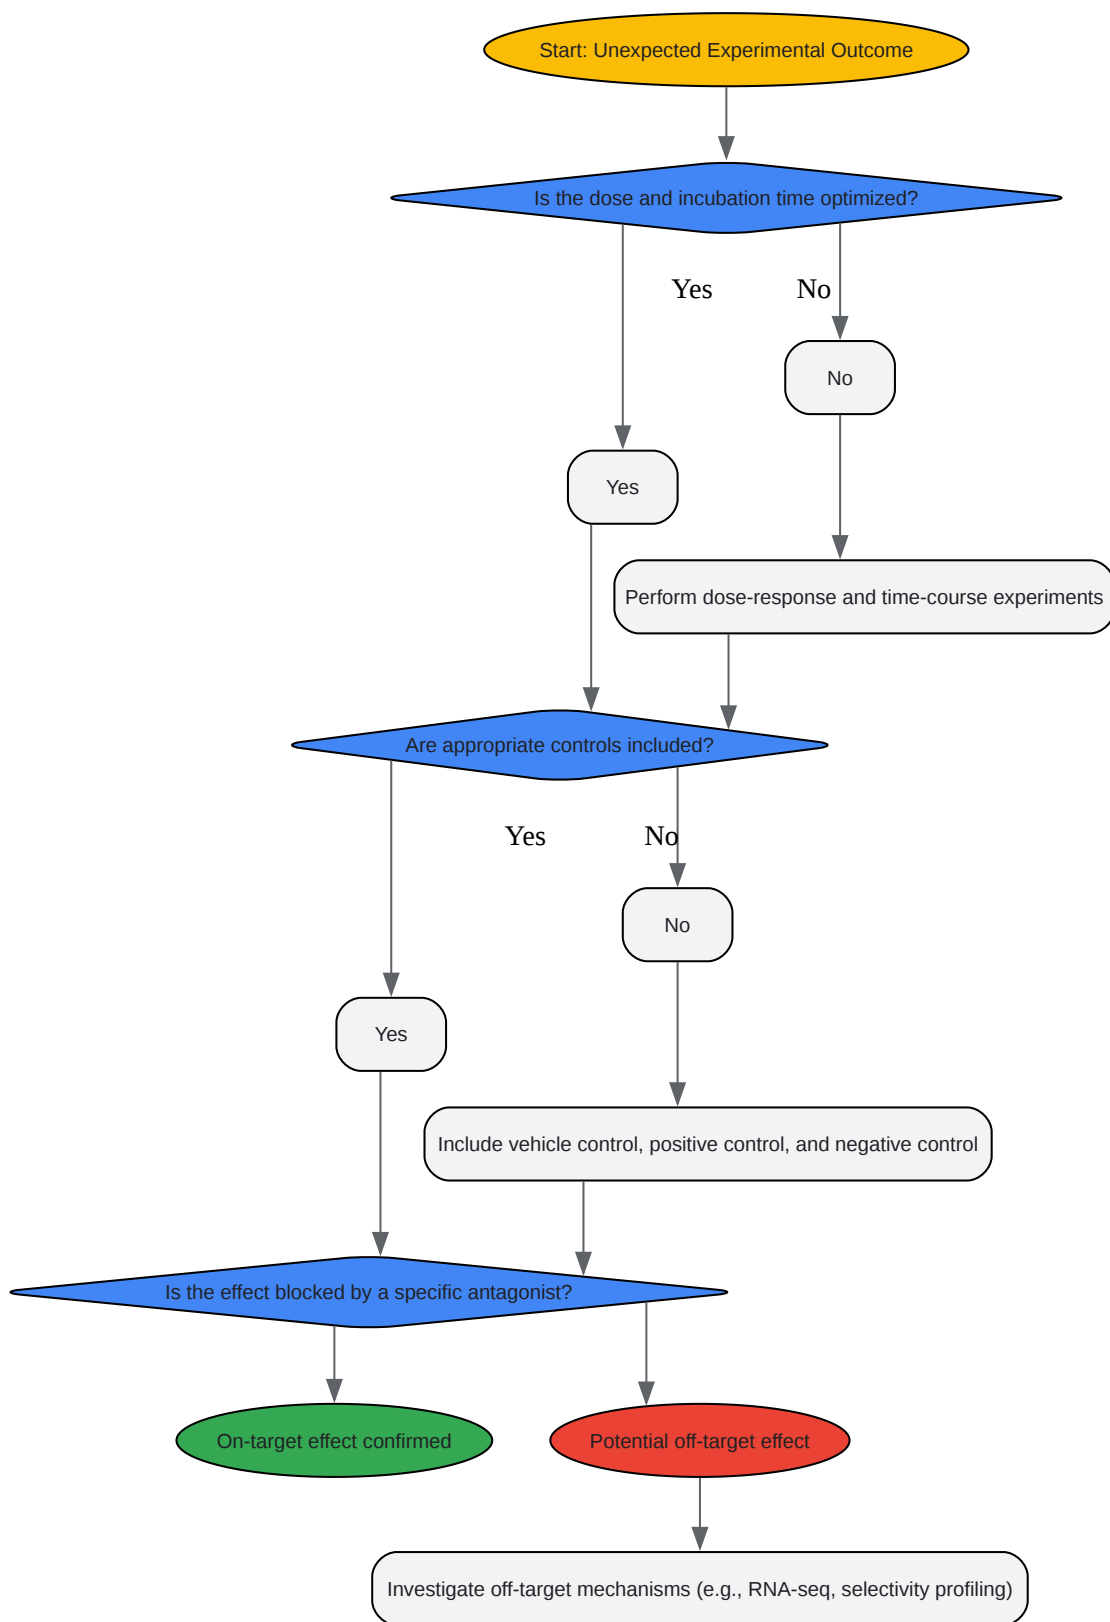 Start: Unexpected Experimental Outcome
Is the dose and incubation time optimized?
Yes
No
No
Yes
Perform dose-response and time-course experiments
Are appropriate controls included?
Yes
No
No
Yes
Include vehicle control, positive control, and negative control
Is the effect blocked by a specific antagonist?
On-target effect confirmed
Potential off-target effect
Investigate off-target mechanisms (e.g., RNA-seq, selectivity profiling)